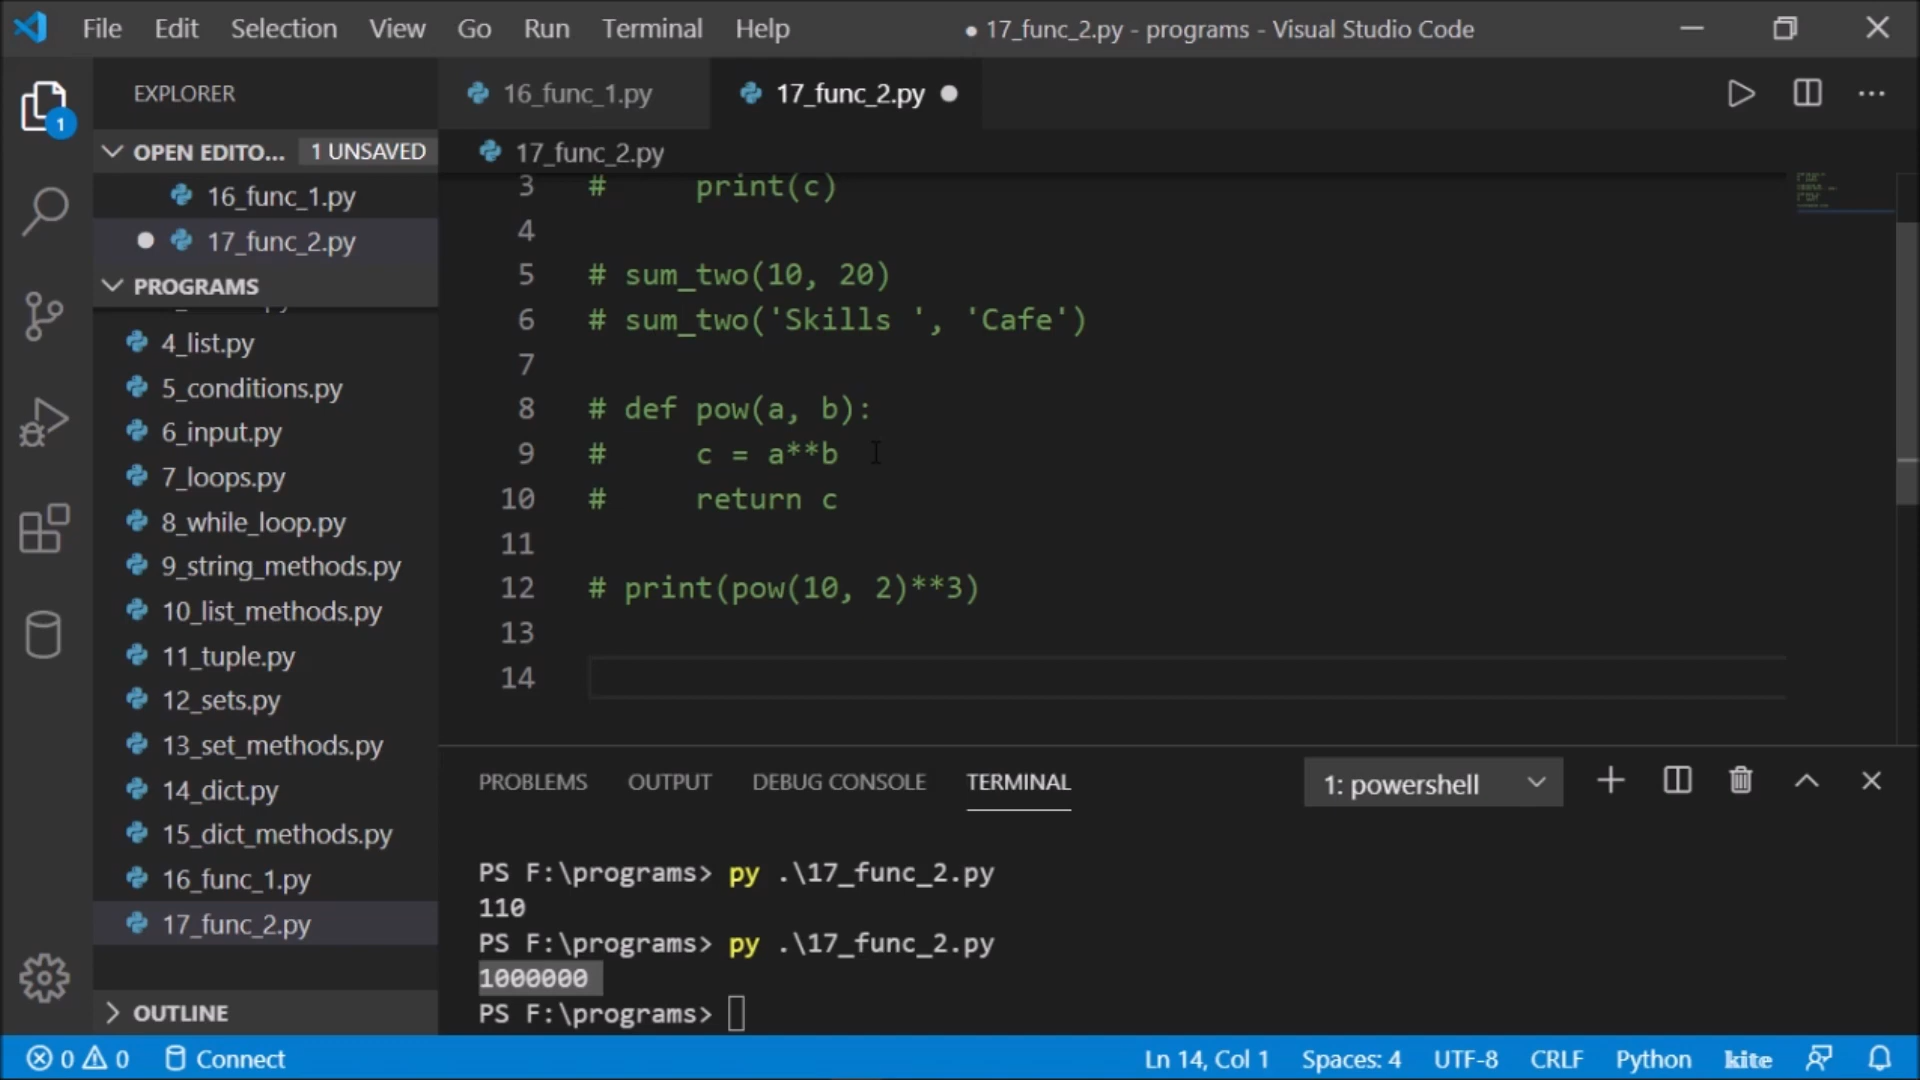 File Edit Selection View Go Run Terminal Help ● 17_func_2.py - programs - Visual Studio Code
EXPLORER
OPEN EDITO... 1 UNSAVED
16_func_1.py
17_func_2.py
PROGRAMS
4_list.py
5_conditions.py
6_input.py
7_loops.py
8_while_loop.py
9_string_methods.py
10_list_methods.py
11_tuple.py
12_sets.py
13_set_methods.py
14_dict.py
15_dict_methods.py
16_func_1.py
17_func_2.py
OUTLINE
1
16_func_1.py 17_func_2.py
17_func_2.py
3 #     print(c)
4
5 # sum_two(10, 20)
6 # sum_two('Skills ', 'Cafe')
7
8 # def pow(a, b):
9 #     c = a**b
10 #     return c
11
12 # print(pow(10, 2)**3)
13
14
PROBLEMS OUTPUT DEBUG CONSOLE TERMINAL 1: powershell
PS F:\programs> py .\17_func_2.py
110
PS F:\programs> py .\17_func_2.py
1000000
PS F:\programs>
0 0 Connect Ln 14, Col 1 Spaces: 4 UTF-8 CRLF Python kite